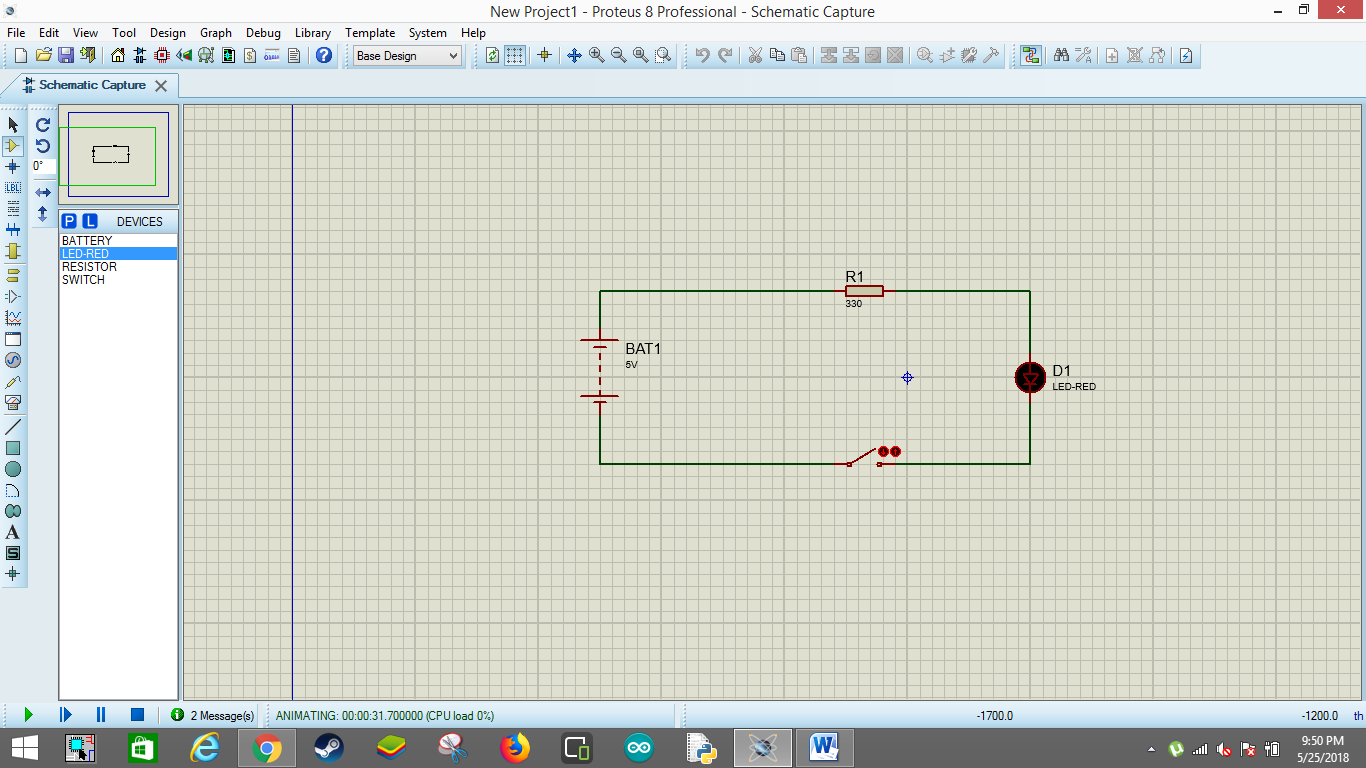 New Project1 - Proteus 8 Professional - Schematic Capture
File Edit View Tool Design Graph Debug Library Template System Help
Base Design
Schematic Capture
0°
LBL
P L DEVICES
BATTERY
LED-RED
RESISTOR
SWITCH
A
S
R1
330
BAT1
5V
D1
LED-RED
2 Message(s)
ANIMATING: 00:00:31.700000 (CPU load 0%)
-1700.0
-1200.0 th
9:50 PM
5/25/2018